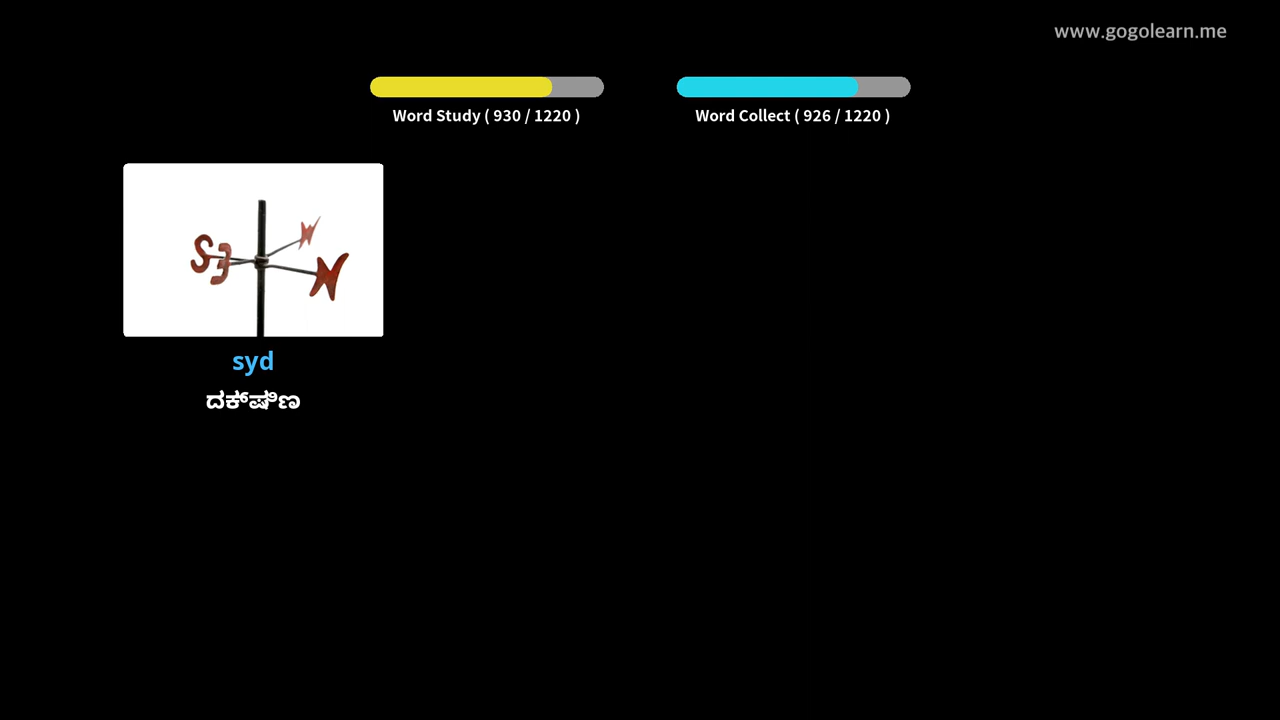 www.gogolearn.me
Word Study ( 930 / 1220 )
Word Collect ( 926 / 1220 )
S E N N
syd
ದಕ್‌ಷಿಣ